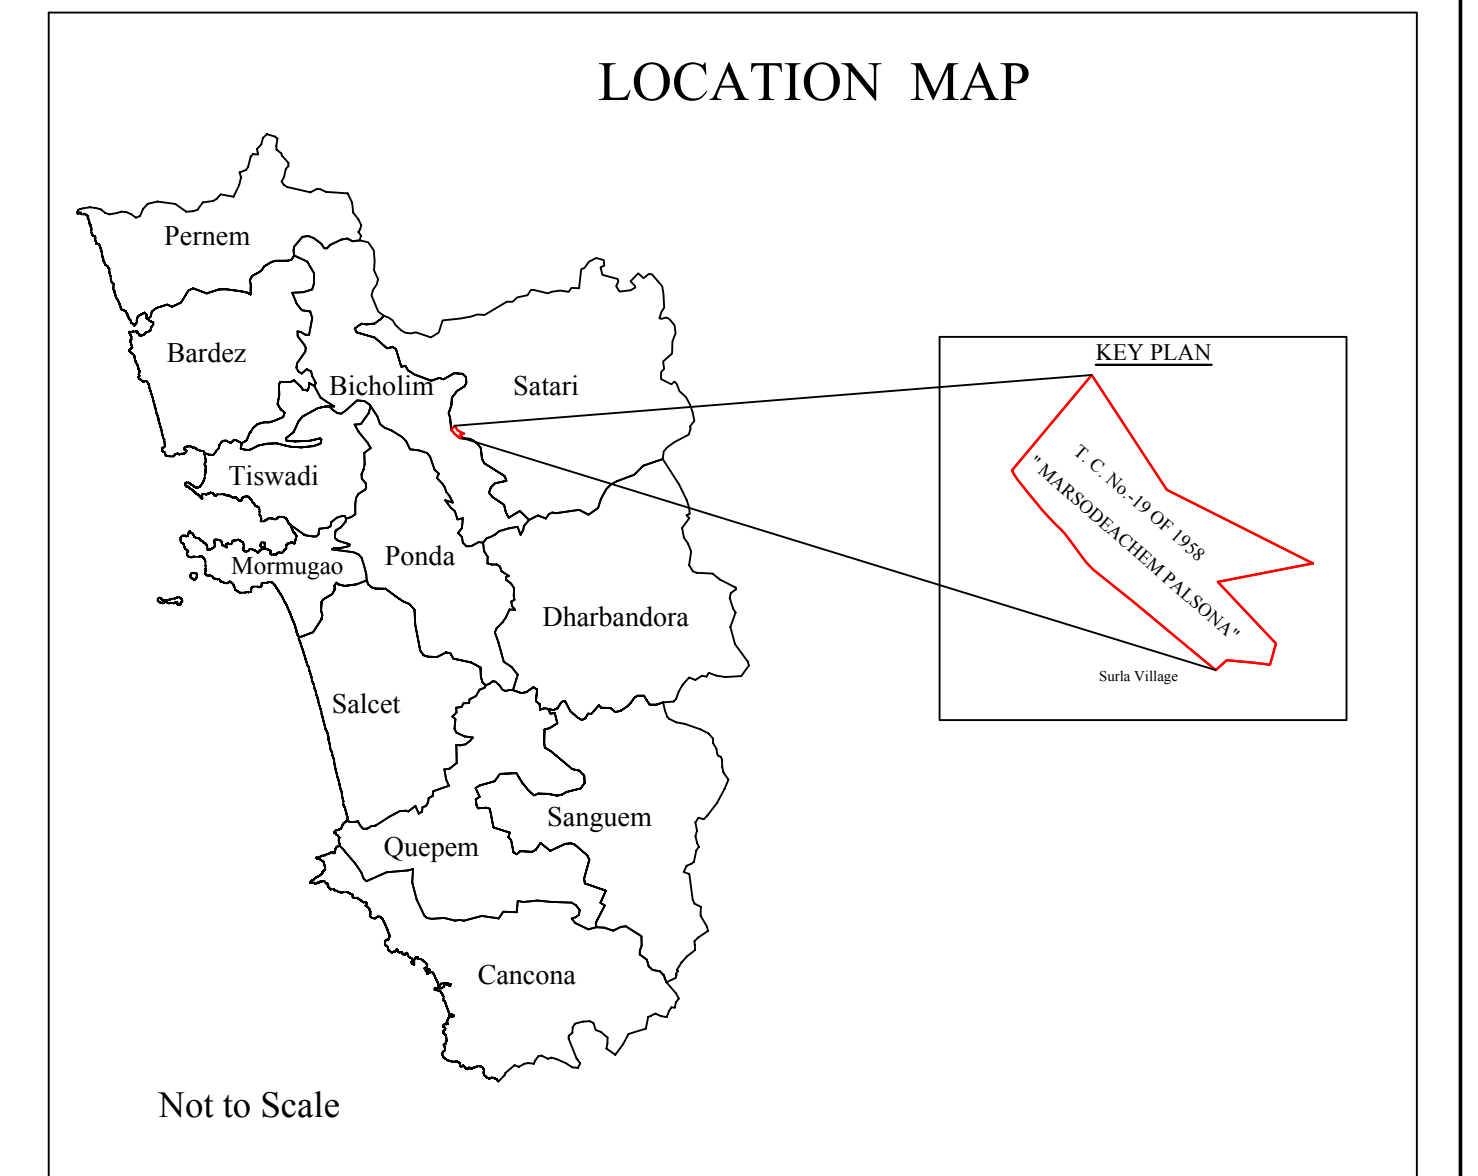 LOCATION MAP
Pernem
Bardez
Bicholim
Satari
Tiswadi
Mormugao
Ponda
Dharbandora
Salcet
Sanguem
Quepem
Cancona
KEY PLAN
T. C. No.-19 OF 1958
" MARSODEACHEM PALSONA"
Surla Village
Not to Scale